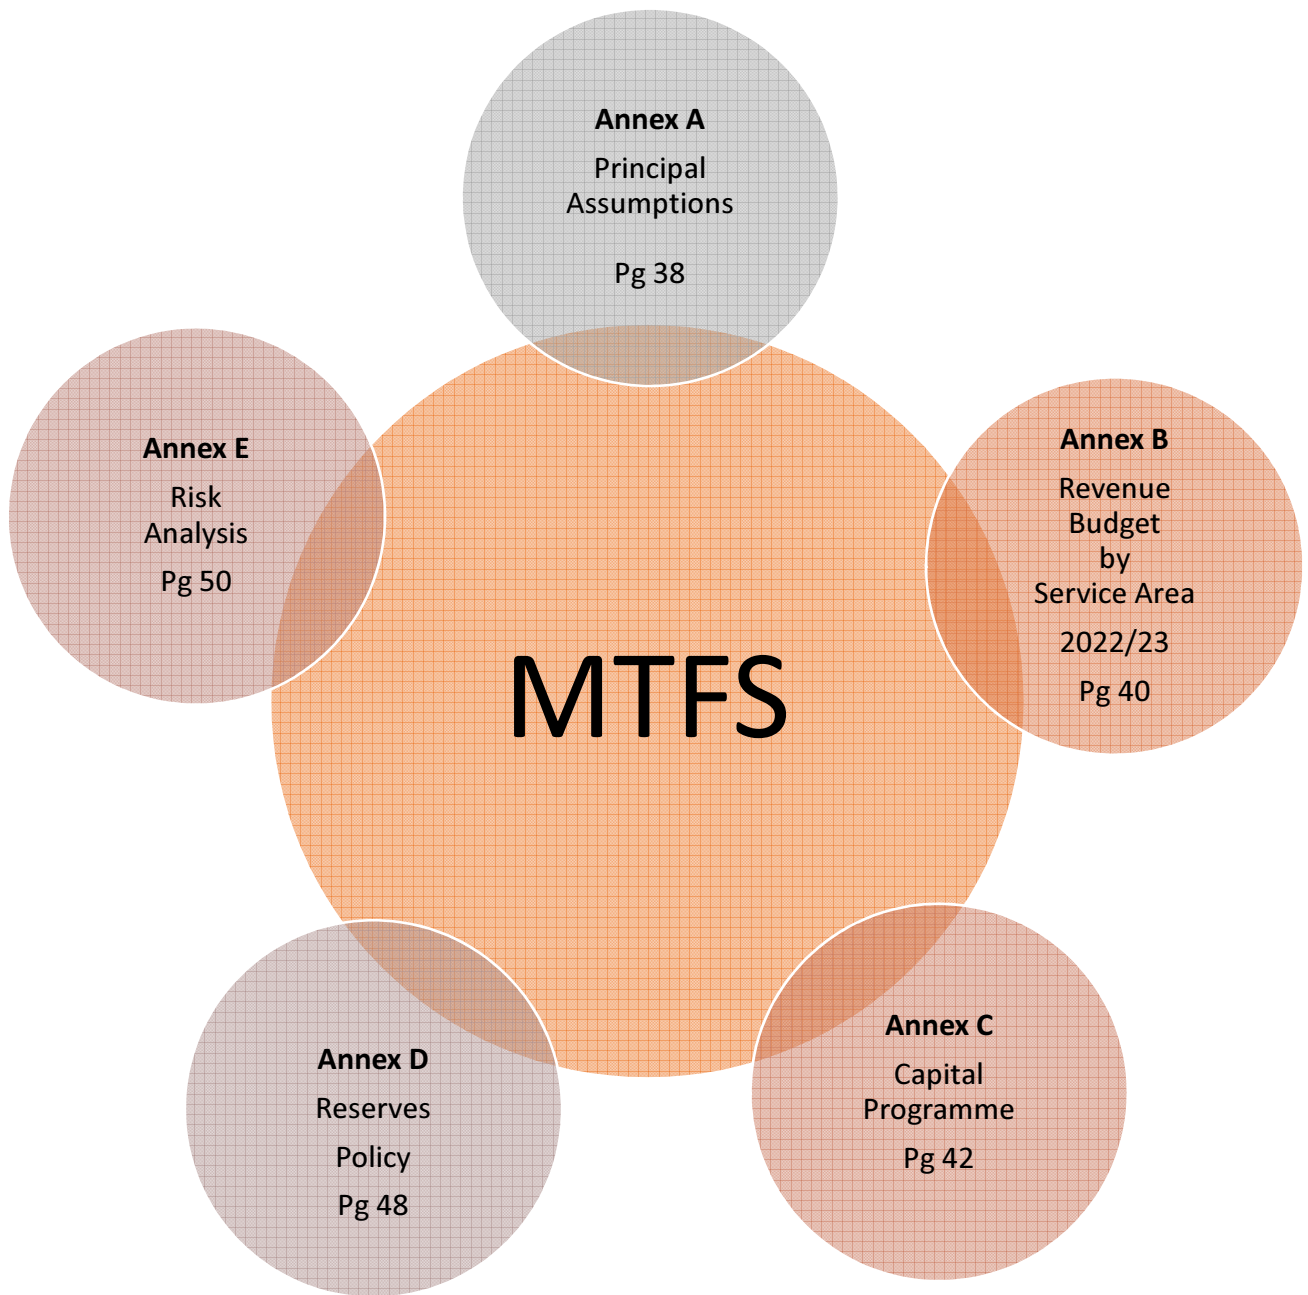 Annex A
Principal
Assumptions
Pg 38
Annex B
Revenue
Budget
by
Service Area
2022/23
Pg 40
Annex C
Capital
Programme
Pg 42
Annex D
Reserves
Policy
Pg 48
Annex E
Risk
Analysis
Pg 50
MTFS